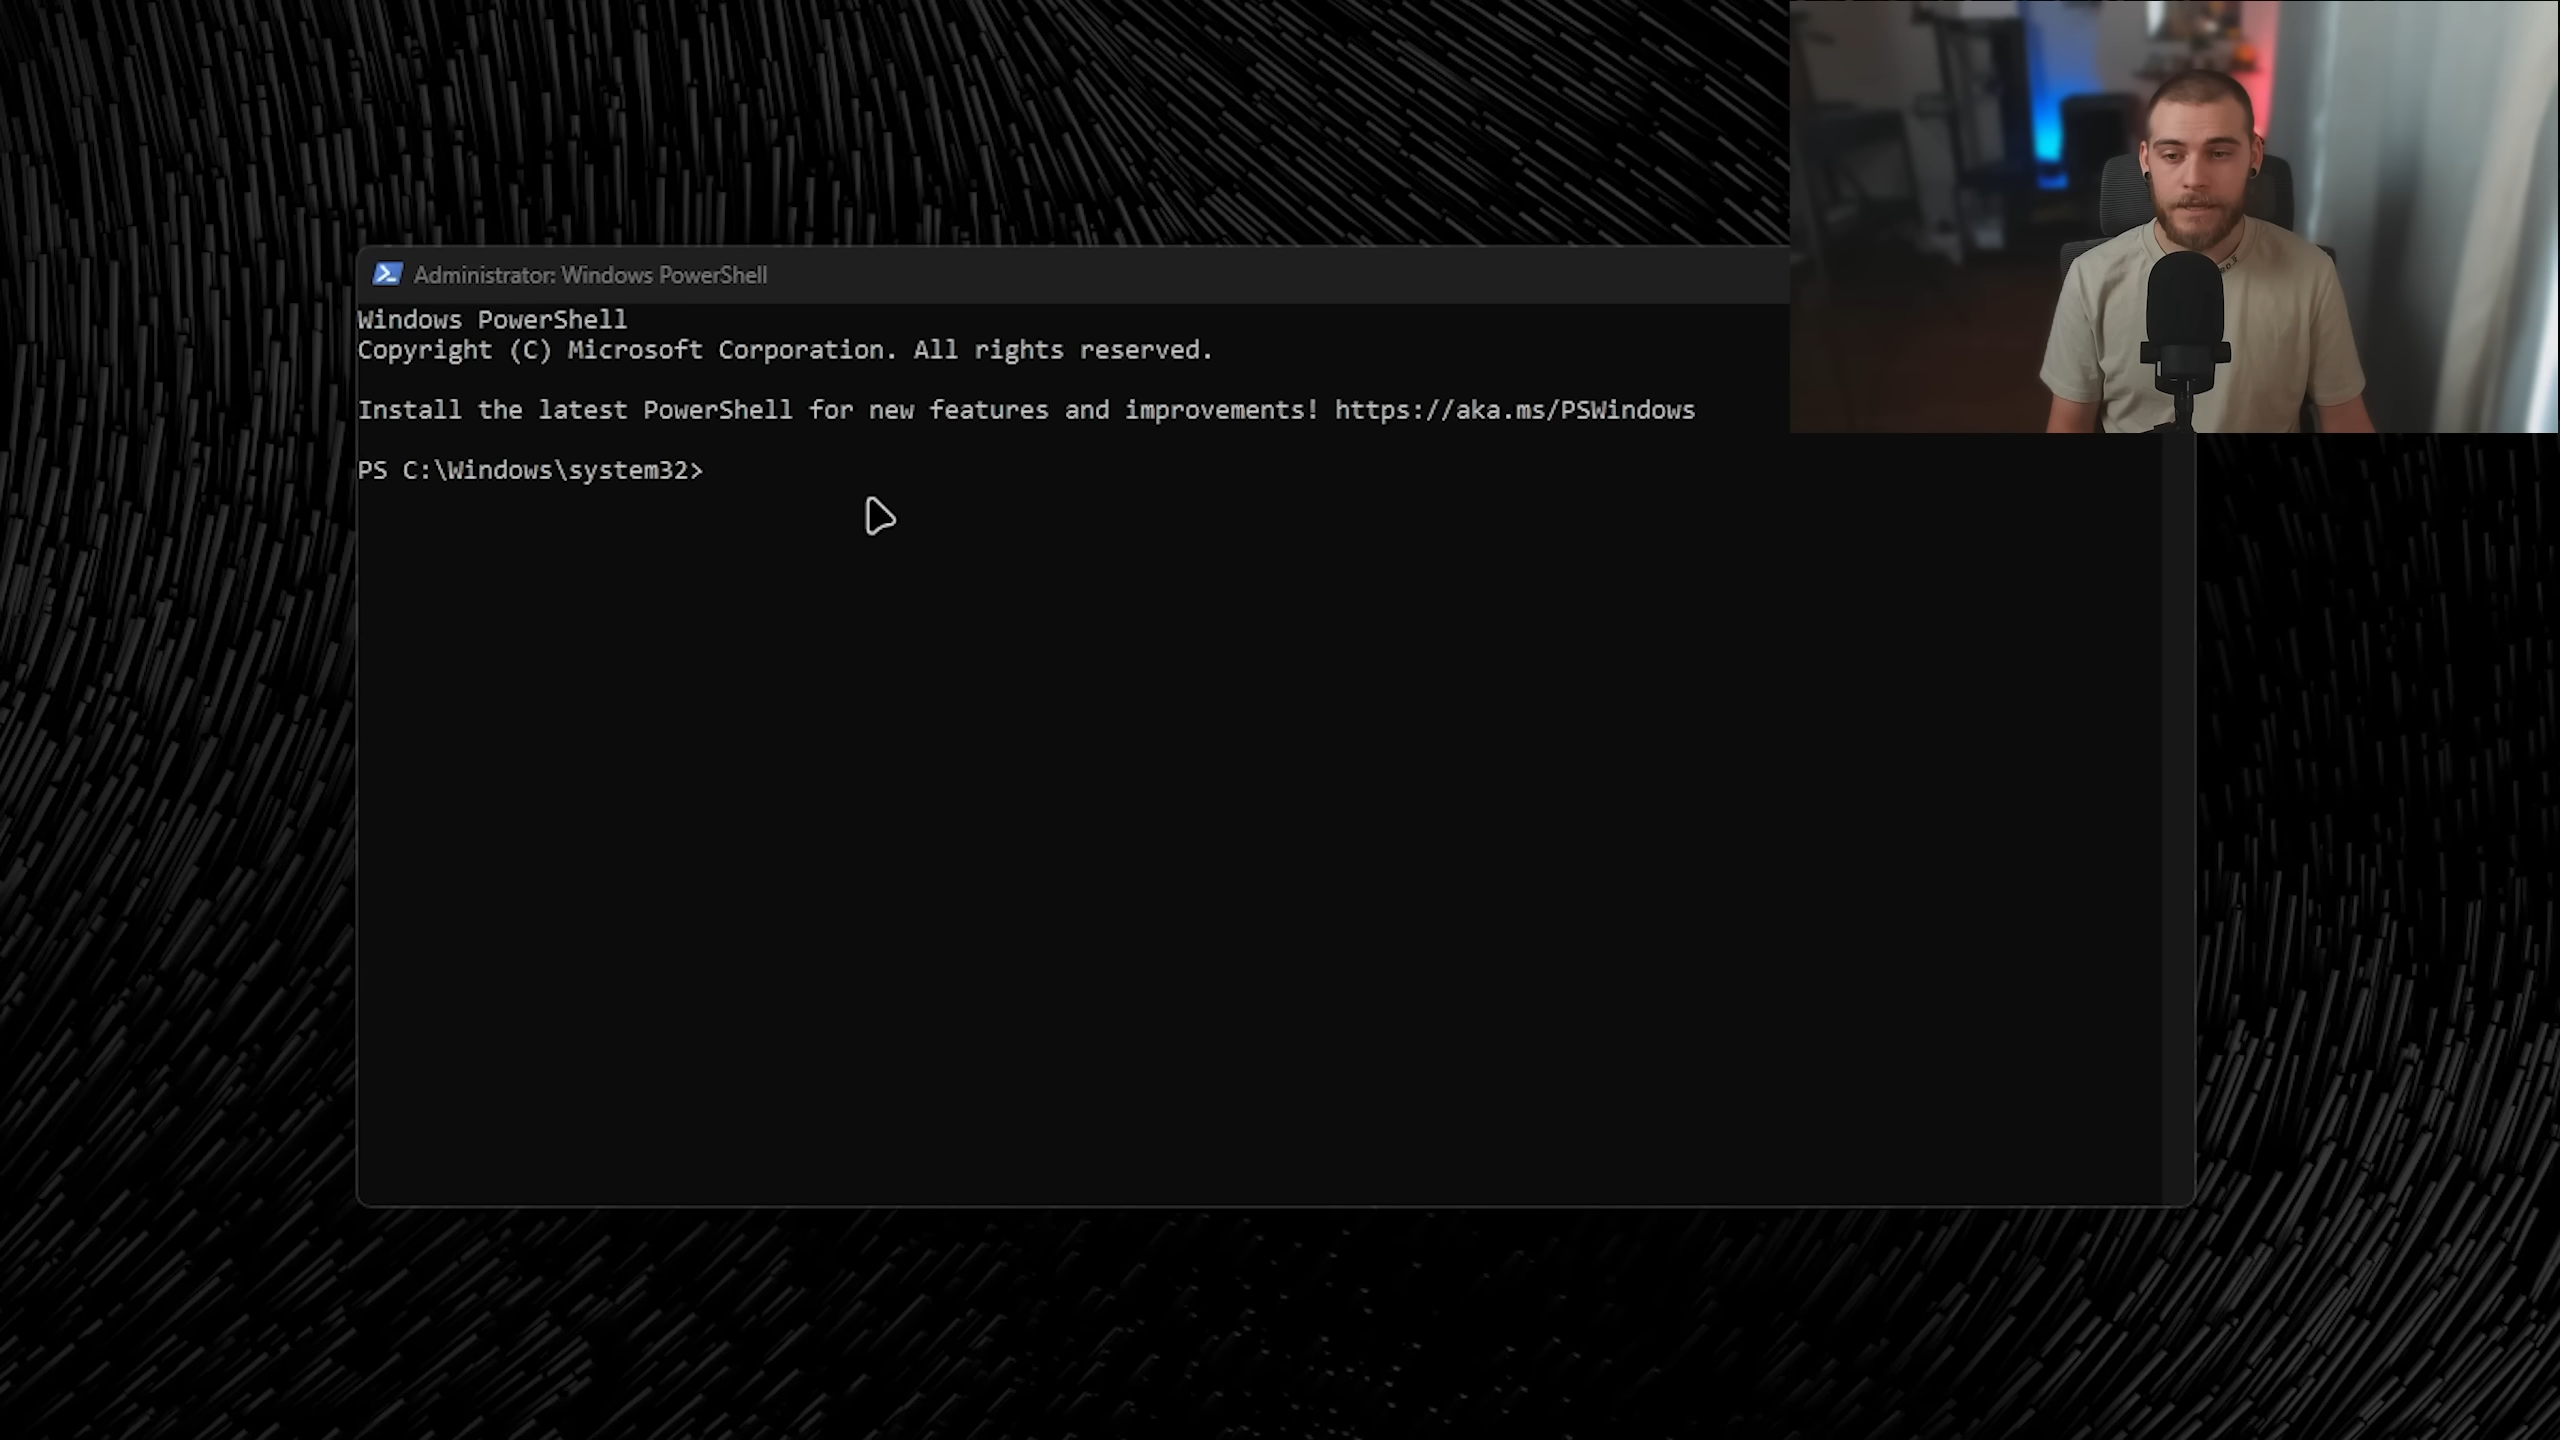 Administrator: Windows PowerShell
Windows PowerShell
Copyright (C) Microsoft Corporation. All rights reserved.
Install the latest PowerShell for new features and improvements! https://aka.ms/PSWindows
PS C:\Windows\system32>